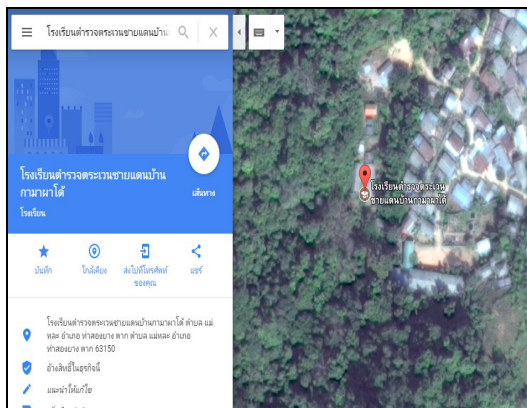 โรงเรียนตำรวจตระเวนชายแดนบ้าน
โรงเรียนตำรวจตระเวนชายแดนบ้าน
กามาผาโด้
โรงเรียน
เส้นทาง
บันทึก
ใกล้เคียง
ส่งไปที่โทรศัพท์
ของคุณ
แชร์
โรงเรียนตำรวจตระเวนชายแดนบ้านกามาผาโด้ ตำบล แม่
หละ อำเภอ ท่าสองยาง ตาก ตำบล แม่หละ อำเภอ
ท่าสองยาง ตาก 63150
อ้างสิทธิ์ในธุรกิจนี้
แนะนำให้แก้ไข
โรงเรียนตำรวจตระเวน
ชายแดนบ้านกามาผาโด้